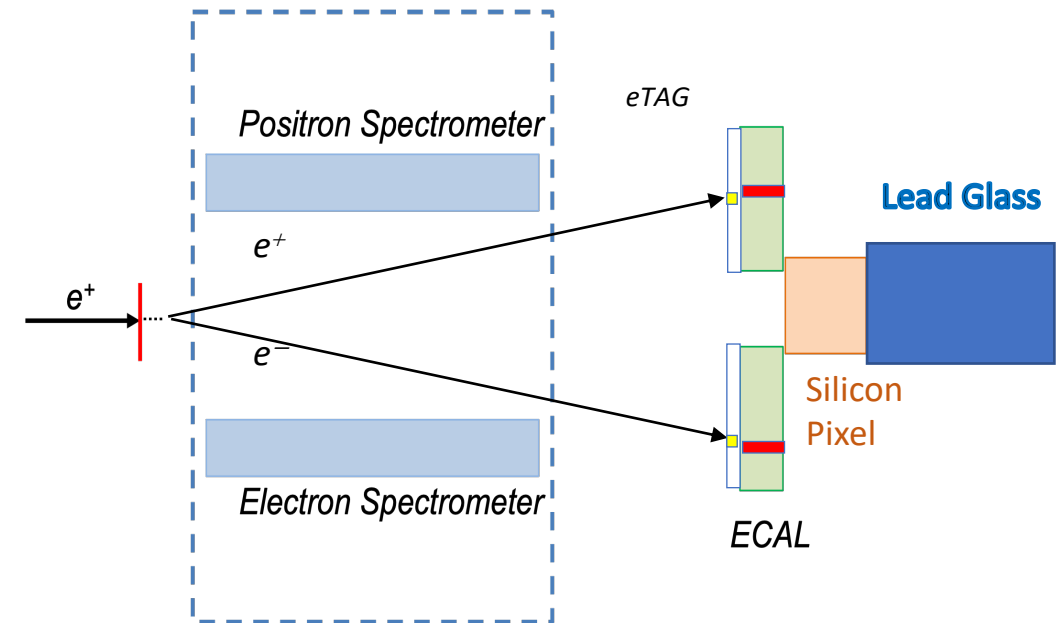 eTAG
Positron Spectrometer
Lead Glass
e⁺
e⁺
e⁻
Silicon
Pixel
Electron Spectrometer
ECAL